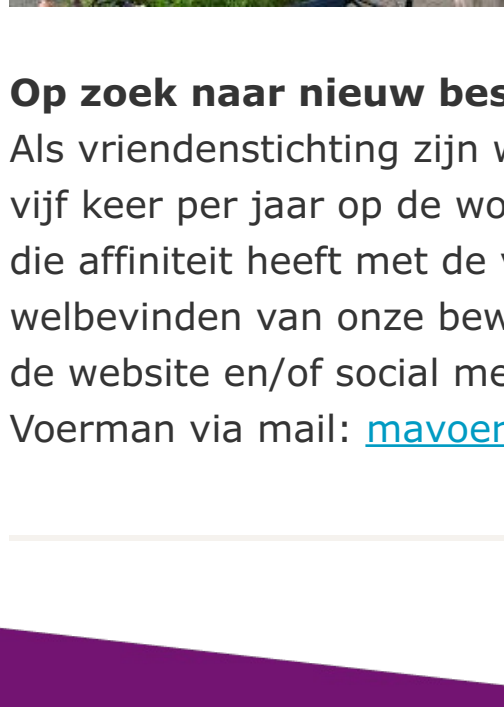 Op zoek naar nieuw bes
Als vriendenstichting zijn w
vijf keer per jaar op de wo
die affiniteit heeft met de v
welbevinden van onze bew
de website en/of social me
Voerman via mail: mavoer